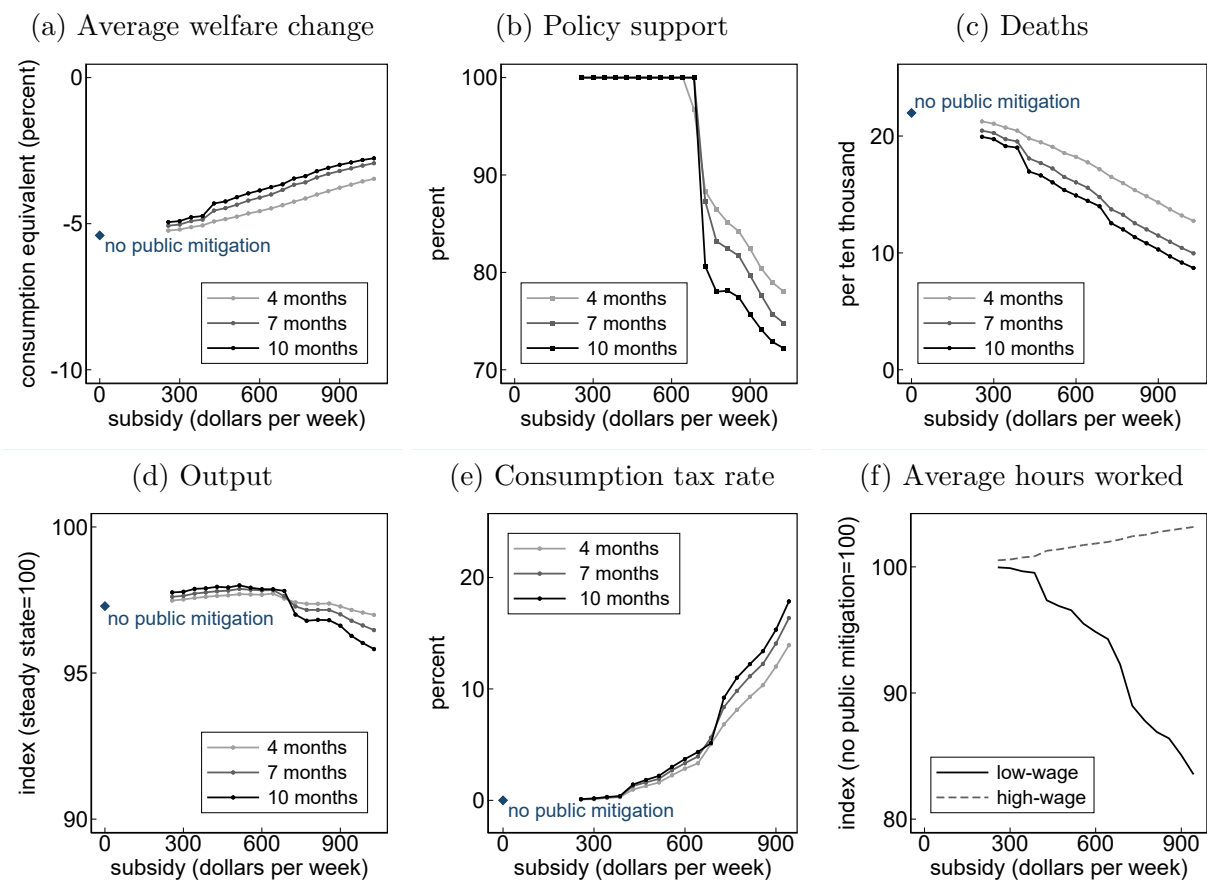 (a) Average welfare change
consumption equivalent (percent)
0
-5
-10
no public mitigation
4 months
7 months
10 months
0 300 600 900
subsidy (dollars per week)
(b) Policy support
percent
100
90
80
70
4 months
7 months
10 months
0 300 600 900
subsidy (dollars per week)
(c) Deaths
per ten thousand
20
10
0
no public mitigation
4 months
7 months
10 months
0 300 600 900
subsidy (dollars per week)
(d) Output
index (steady state=100)
100
95
90
no public mitigation
4 months
7 months
10 months
0 300 600 900
subsidy (dollars per week)
(e) Consumption tax rate
percent
20
10
0
4 months
7 months
10 months
no public mitigation
0 300 600 900
subsidy (dollars per week)
(f) Average hours worked
index (no public mitigation=100)
100
90
80
low-wage
high-wage
0 300 600 900
subsidy (dollars per week)